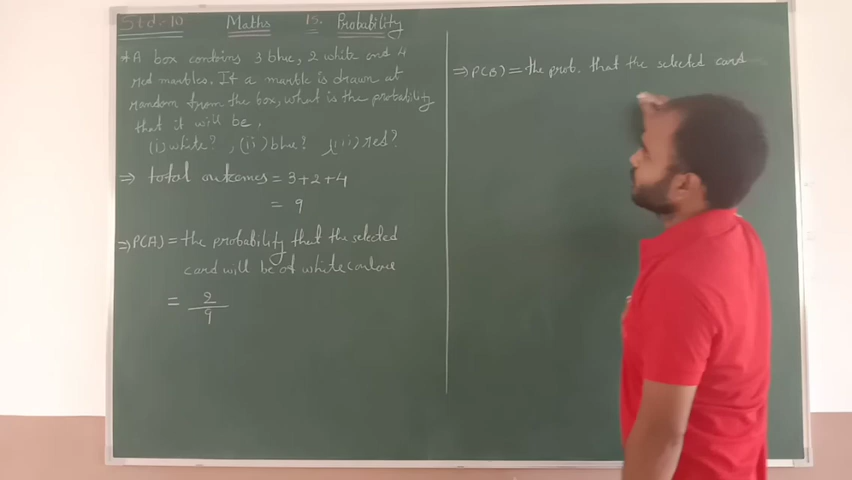 Std:-10 Maths 15. Probability
* A box contains 3 blue, 2 white and 4
red marbles. If a marble is drawn at
random from the box, what is the probability
that it will be.
(i) white? , (ii) blue? (iii) red?
⇒ total outcomes = 3+2+4
= 9
⇒ P(A) = the probability that the selected
card will be of white
= 2/9
⇒ P(B) = the prob. that the selected card